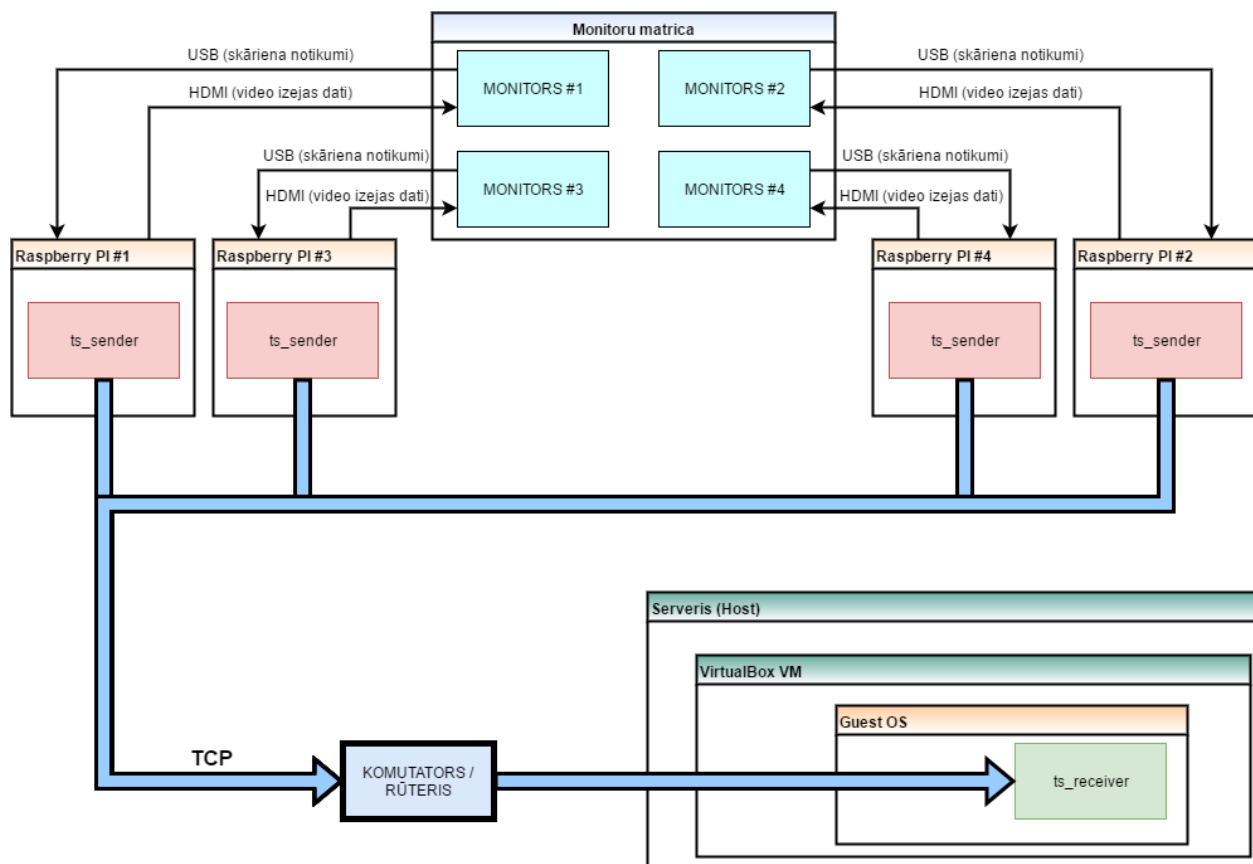 Monitoru matrica
USB (skāriena notikumi)
MONITORS #1
MONITORS #2
USB (skāriena notikumi)
HDMI (video izejas dati)
HDMI (video izejas dati)
USB (skāriena notikumi)
MONITORS #3
MONITORS #4
USB (skāriena notikumi)
HDMI (video izejas dati)
HDMI (video izejas dati)
Raspberry PI #1
Raspberry PI #3
Raspberry PI #4
Raspberry PI #2
ts_sender
ts_sender
ts_sender
ts_sender
Serveris (Host)
VirtualBox VM
Guest OS
TCP
KOMUTATORS /
RŪTERIS
ts_receiver